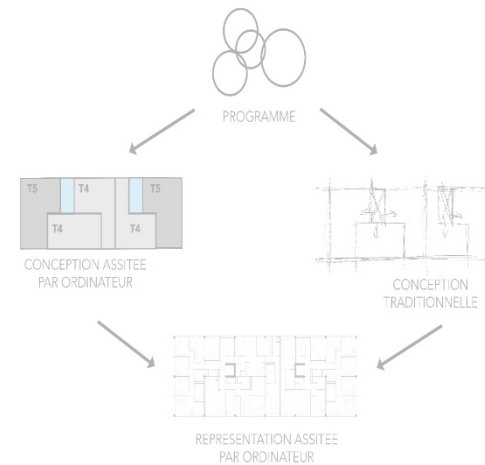 PROGRAMME
T5 T4 T5
T4 T4
CONCEPTION ASSITEE
PAR ORDINATEUR
CONCEPTION
TRADITIONNELLE
REPRESENTATION ASSITEE
PAR ORDINATEUR